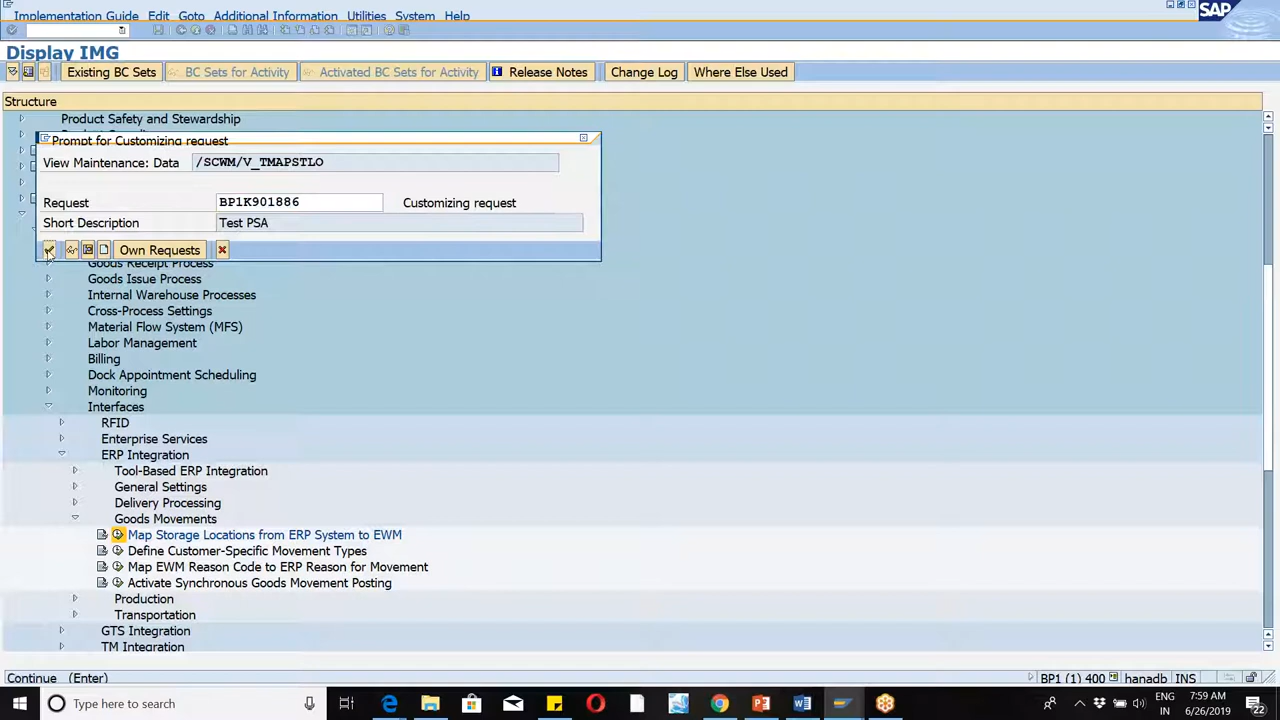 Implementation Guide Edit Goto Additional Information Utilities System Help
SAP
Display IMG
Existing BC Sets BC Sets for Activity Activated BC Sets for Activity Release Notes Change Log Where Else Used
Structure
Product Safety and Stewardship
Prompt for Customizing request
View Maintenance: Data /SCWM/V_TMAPSTLO
Request BP1K901886 Customizing request
Short Description Test PSA
Own Requests
Goods Receipt Process
Goods Issue Process
Internal Warehouse Processes
Cross-Process Settings
Material Flow System (MFS)
Labor Management
Billing
Dock Appointment Scheduling
Monitoring
Interfaces
RFID
Enterprise Services
ERP Integration
Tool-Based ERP Integration
General Settings
Delivery Processing
Goods Movements
Map Storage Locations from ERP System to EWM
Define Customer-Specific Movement Types
Map EWM Reason Code to ERP Reason for Movement
Activate Synchronous Goods Movement Posting
Production
Transportation
GTS Integration
TM Integration
Continue (Enter) BP1 (1) 400 hanadb INS
Type here to search
ENG 7:59 AM
IN 6/26/2019 22